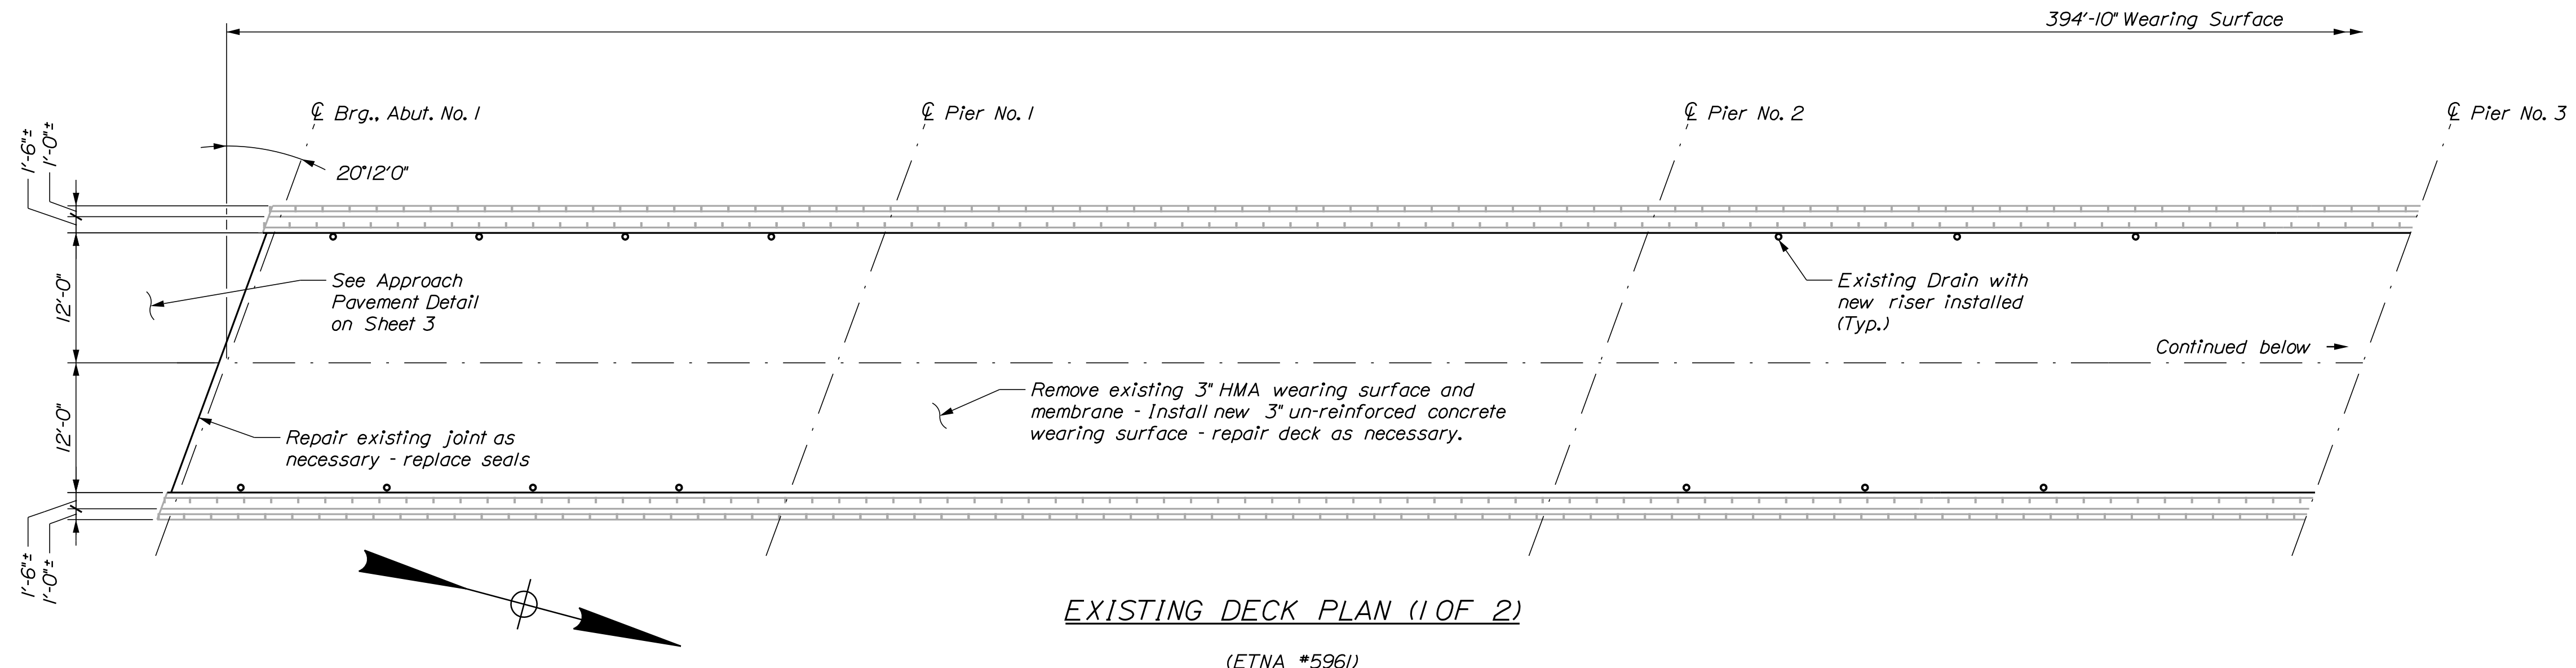 394'-10" Wearing Surface
℄ Brg., Abut. No. 1
℄ Pier No. 1
℄ Pier No. 2
℄ Pier No. 3
1'-6"±
1'-0"±
20°12'0"
12'-0"
See Approach
Pavement Detail
on Sheet 3
Existing Drain with
new riser installed
(Typ.)
Continued below
12'-0"
Remove existing 3" HMA wearing surface and
membrane - Install new 3" un-reinforced concrete
wearing surface - repair deck as necessary.
Repair existing joint as
necessary - replace seals
1'-6"±
1'-0"±
EXISTING DECK PLAN (1 OF 2)
(ETNA #5961)